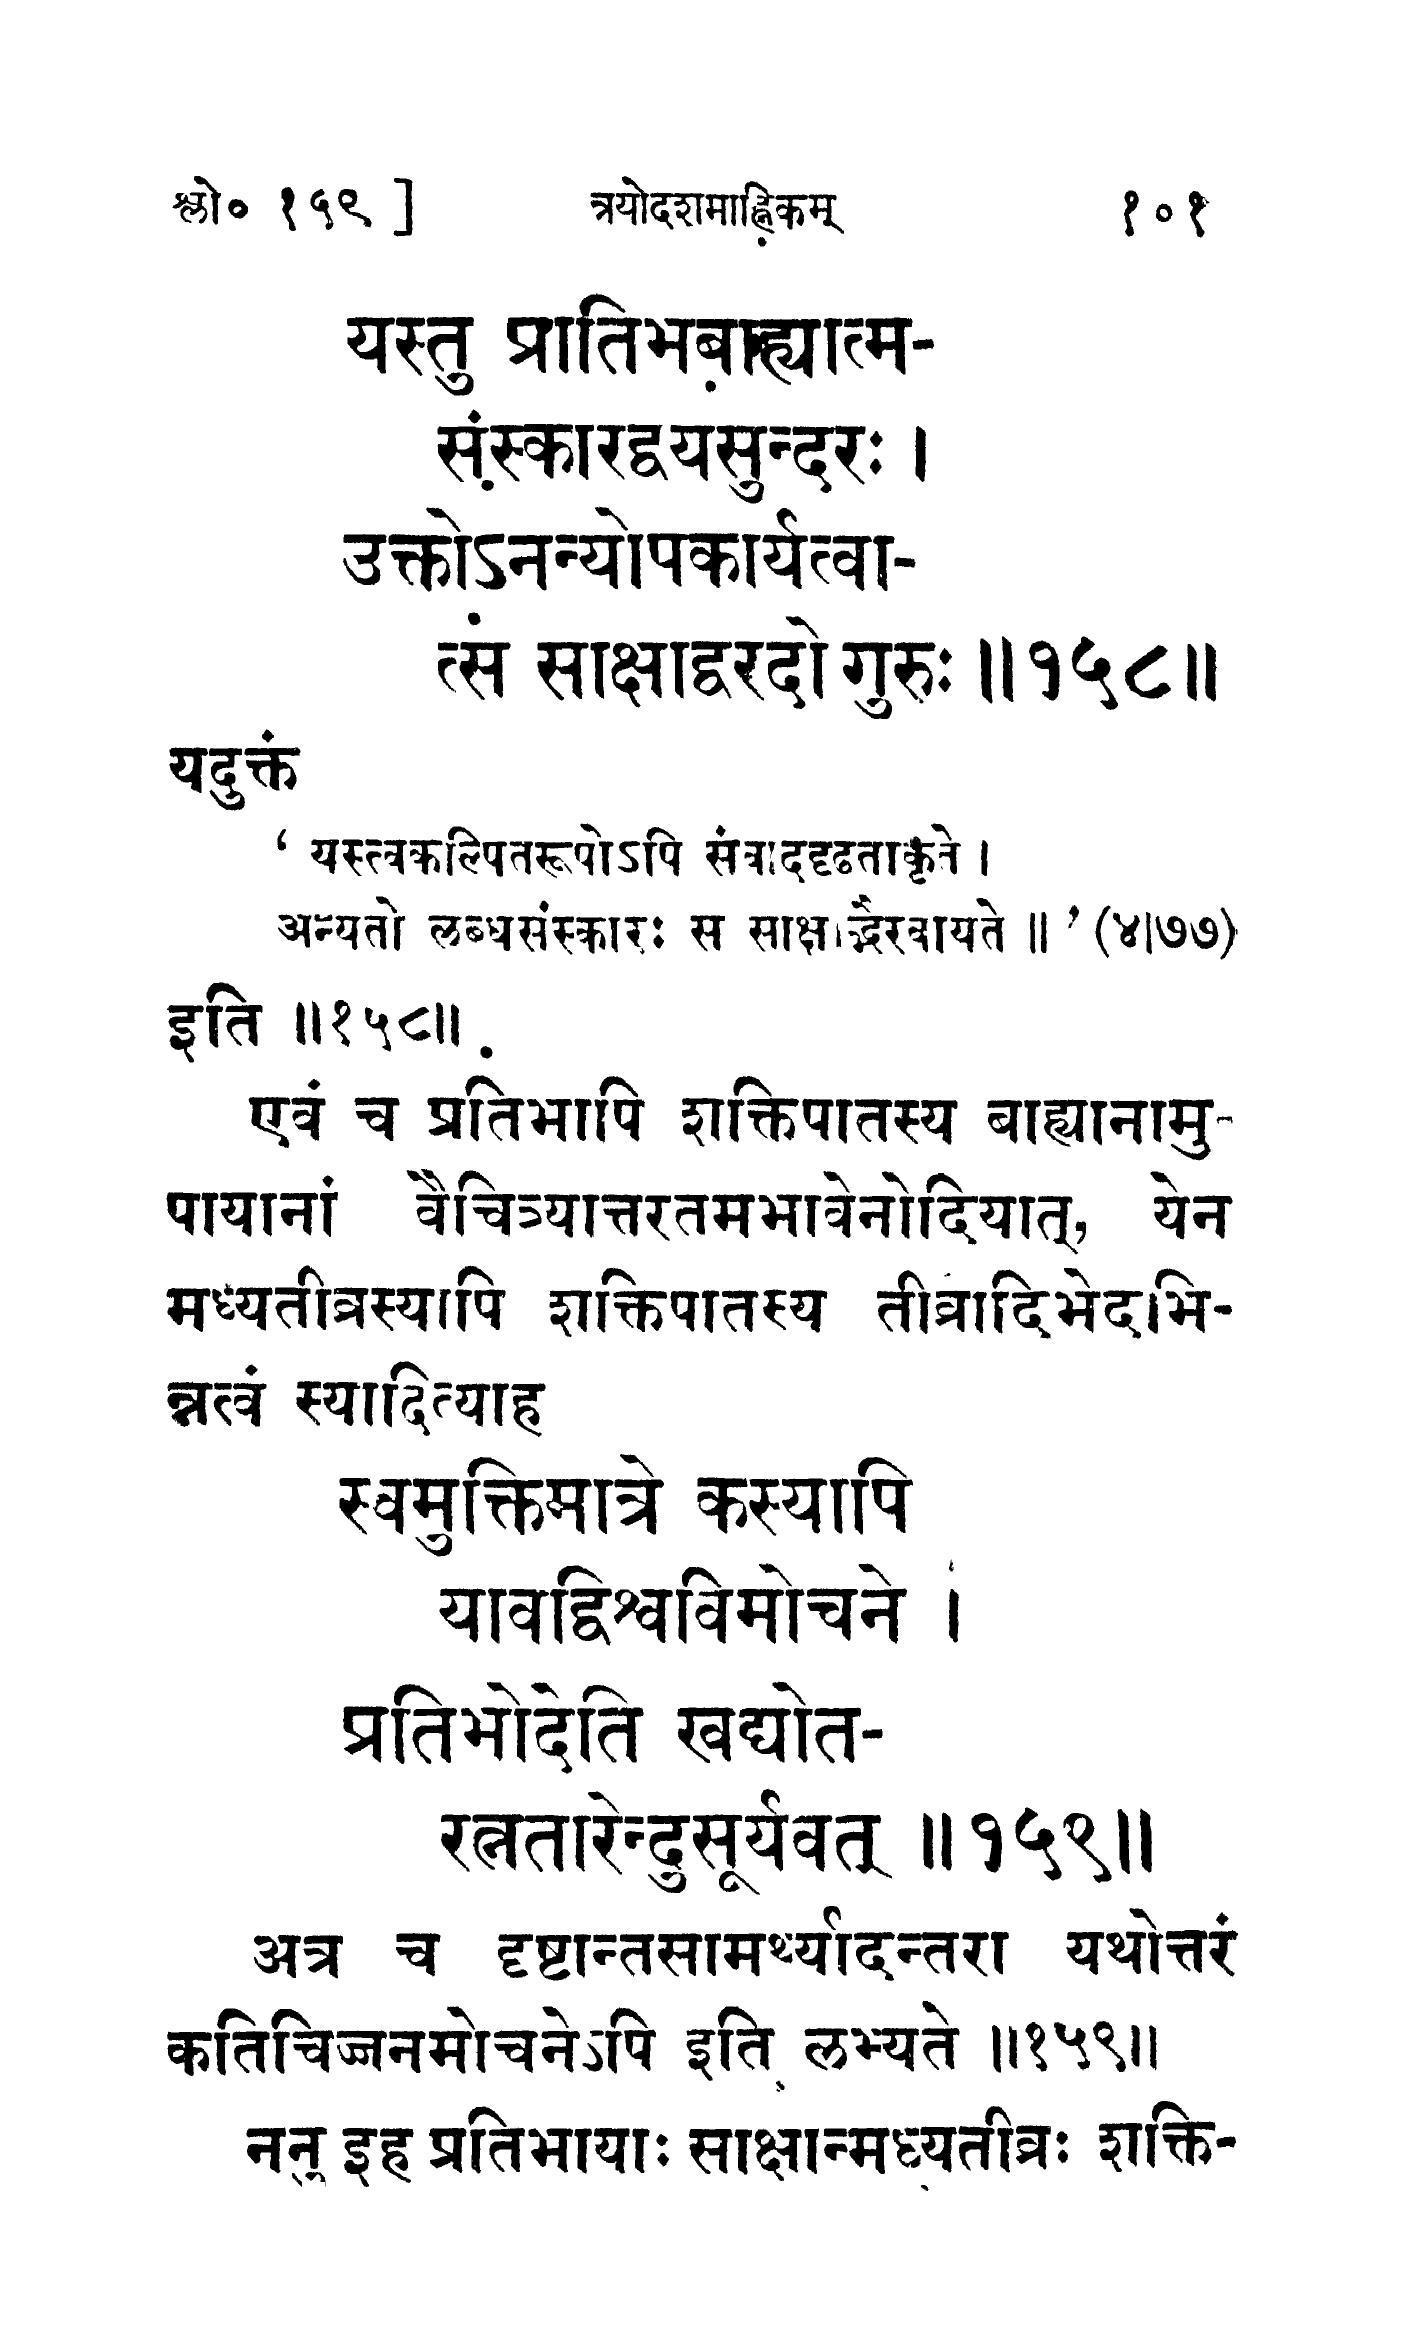 श्लो० १५९ ] त्रयोदशमाह्निकम् १०१
यस्तु प्रातिभबाह्यात्म-
संस्कारद्वयसुन्दरः ।
उक्तोऽनन्योपकार्यत्वा-
त्स साक्षाद्वरदो गुरुः ॥१५८॥
यदुक्तं
‘ यस्त्वकल्पितरूपोऽपि संवाददृढताकृते ।
अन्यतो लब्धसंस्कारः स साक्षाद्भैरवायते ॥ ’ (४|७७)
इति ॥१५८॥
एवं च प्रतिभापि शक्तिपातस्य बाह्यानामु-
पायानां वैचित्र्यात्तरतमभावेनोदियात्, येन
मध्यतीव्रस्यापि शक्तिपातस्य तीव्रादिभेदभि-
न्नत्वं स्यादित्याह
स्वमुक्तिमात्रे कस्यापि
यावद्विश्वविमोचने ।
प्रतिभोदेति खद्योत-
रत्नतारेन्दुसूर्यवत् ॥१५९॥
अत्र च दृष्टान्तसामर्थ्यादन्तरा यथोत्तरं
कतिचिज्जनमोचनेऽपि इति लभ्यते ॥१५९॥
ननु इह प्रतिभायाः साक्षान्मध्यतीव्रः शक्ति-